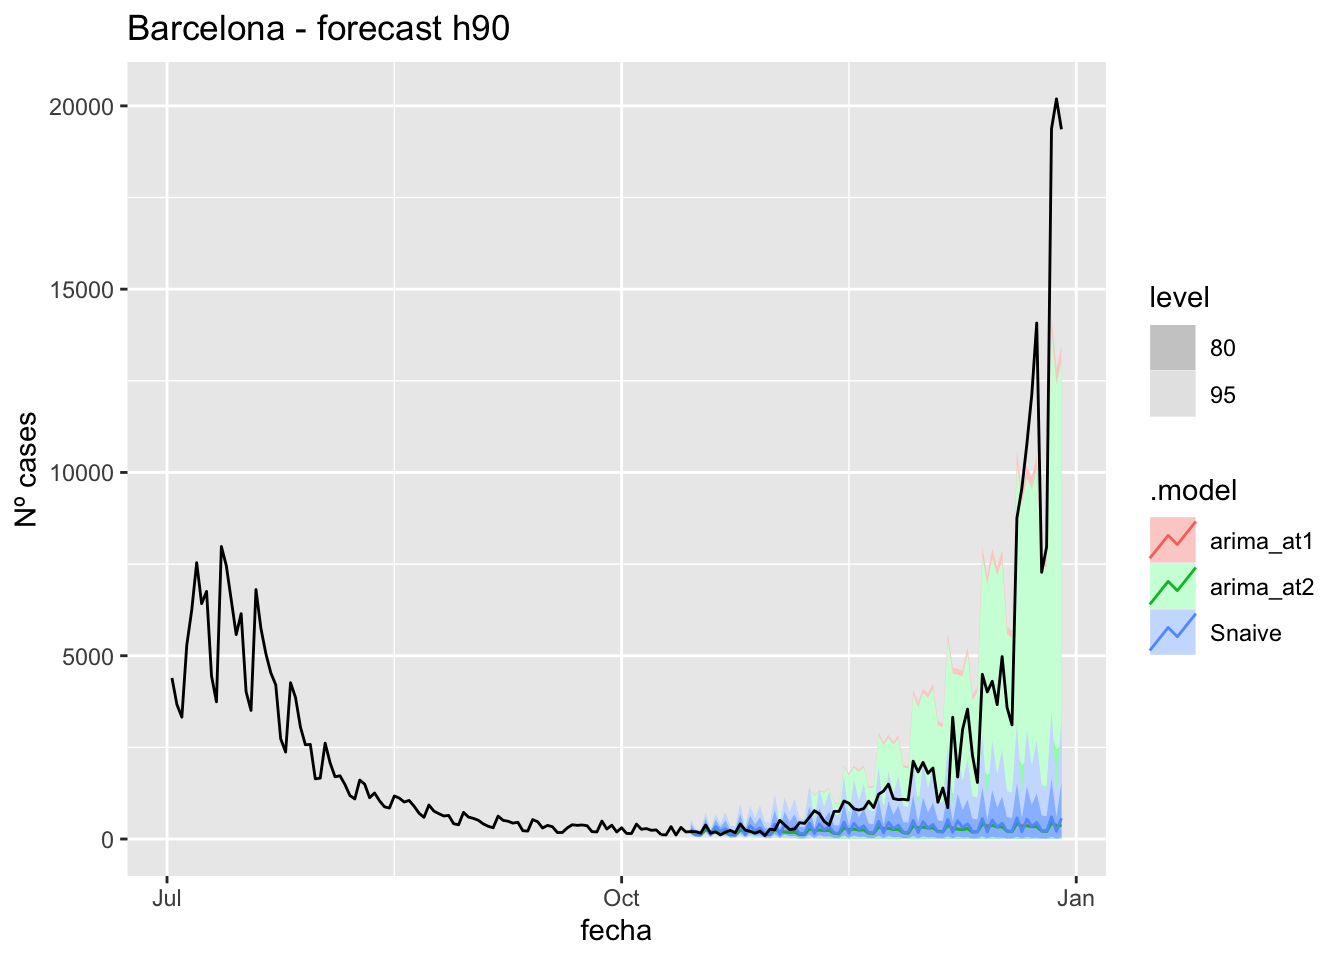 Barcelona - forecast h90
20000
15000
10000
5000
0
Nº cases
Jul
Oct
Jan
fecha
level
80
95
.model
arima_at1
arima_at2
Snaive